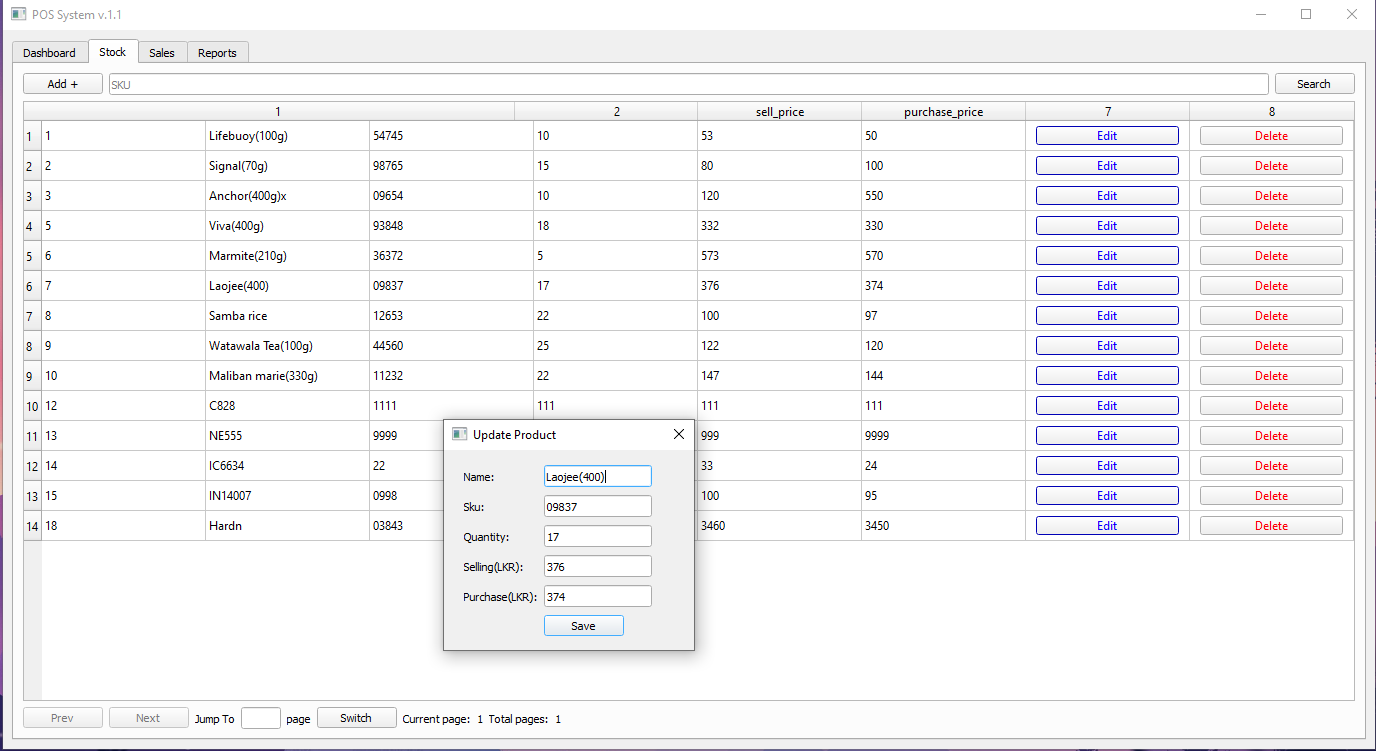 POS System v.1.1
Dashboard Stock Sales Reports
Add + SKU Search
1 2 sell_price purchase_price 7 8
1 1 Lifebuoy(100g) 54745 10 53 50 Edit Delete
2 2 Signal(70g) 98765 15 80 100 Edit Delete
3 3 Anchor(400g)x 09654 10 120 550 Edit Delete
4 5 Viva(400g) 93848 18 332 330 Edit Delete
5 6 Marmite(210g) 36372 5 573 570 Edit Delete
6 7 Laojee(400) 09837 17 376 374 Edit Delete
7 8 Samba rice 12653 22 100 97 Edit Delete
8 9 Watawala Tea(100g) 44560 25 122 120 Edit Delete
9 10 Maliban marie(330g) 11232 22 147 144 Edit Delete
10 12 C828 1111 111 111 111 Edit Delete
11 13 NE555 9999 999 9999 Edit Delete
12 14 IC6634 22 33 24 Edit Delete
13 15 IN14007 0998 100 95 Edit Delete
14 18 Hardn 03843 3460 3450 Edit Delete
Update Product
Name: Laojee(400)
Sku: 09837
Quantity: 17
Selling(LKR): 376
Purchase(LKR): 374
Save
Prev Next Jump To page Switch Current page: 1 Total pages: 1